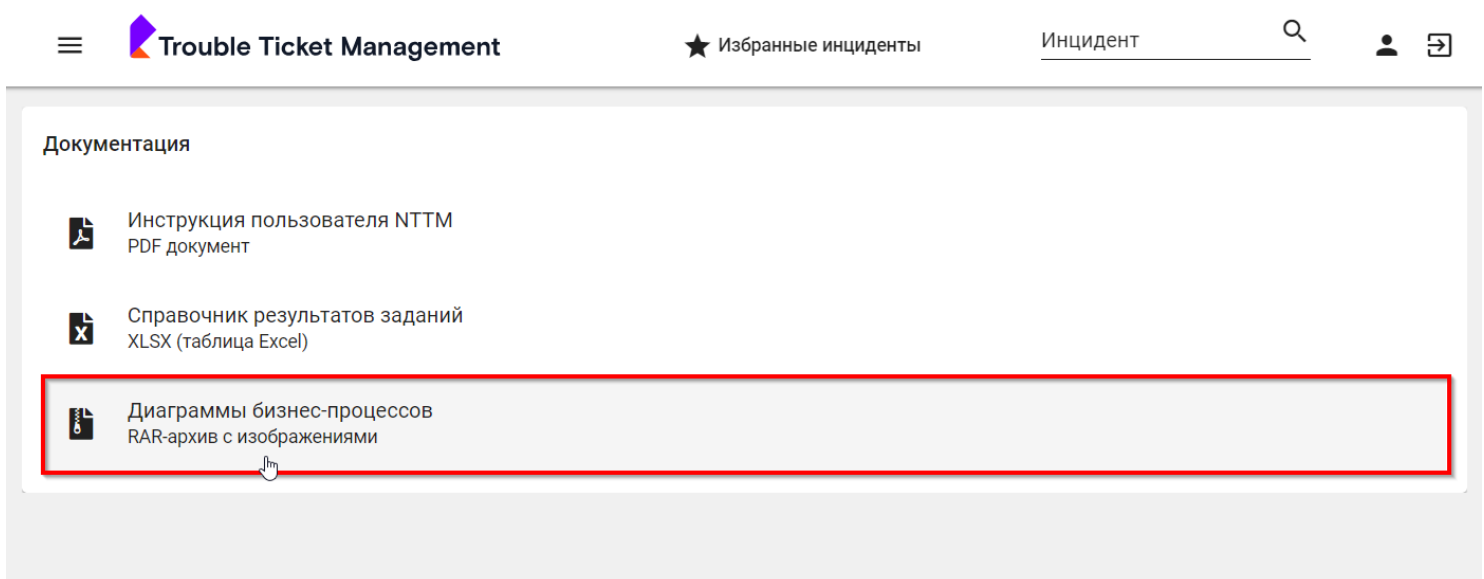 Trouble Ticket Management
Избранные инциденты
Инцидент
Документация
Инструкция пользователя NTTM
PDF документ
Справочник результатов заданий
XLSX (таблица Excel)
Диаграммы бизнес-процессов
RAR-архив с изображениями